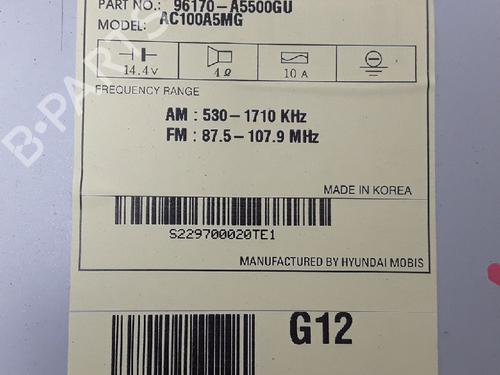 PART NO.: 96170-A5500GU
MODEL: AC100A5MG
14.4V 4Ω 10A
FREQUENCY RANGE
AM : 530-1710 KHz
FM : 87.5-107.9 MHz
MADE IN KOREA
S229700020TE1
MANUFACTURED BY HYUNDAI MOBIS
G12
B-PARTS